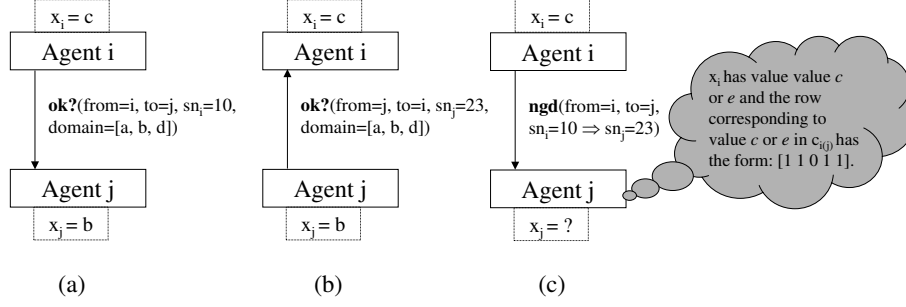 x_i = c
Agent i
ok?(from=i, to=j, sn_i=10,
domain=[a, b, d])
Agent j
x_j = b
(a)
x_i = c
Agent i
ok?(from=j, to=i, sn_j=23,
domain=[a, b, d])
Agent j
x_j = b
(b)
x_i = c
Agent i
ngd(from=i, to=j,
sn_i=10 ⇒ sn_j=23)
Agent j
x_j = ?
(c)
x_i has value value c
or e and the row
corresponding to
value c or e in c_i(j) has
the form: [1 1 0 1 1].